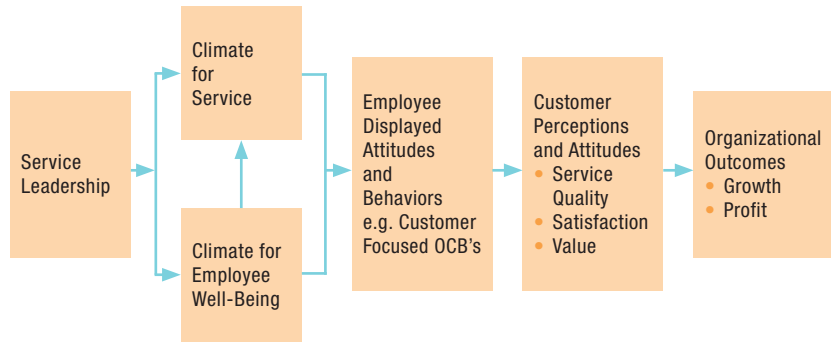 Service
Leadership
Climate
for
Service
Climate for
Employee
Well-Being
Employee
Displayed
Attitudes
and
Behaviors
e.g. Customer
Focused OCB's
Customer
Perceptions
and Attitudes
• Service
Quality
• Satisfaction
• Value
Organizational
Outcomes
• Growth
• Profit